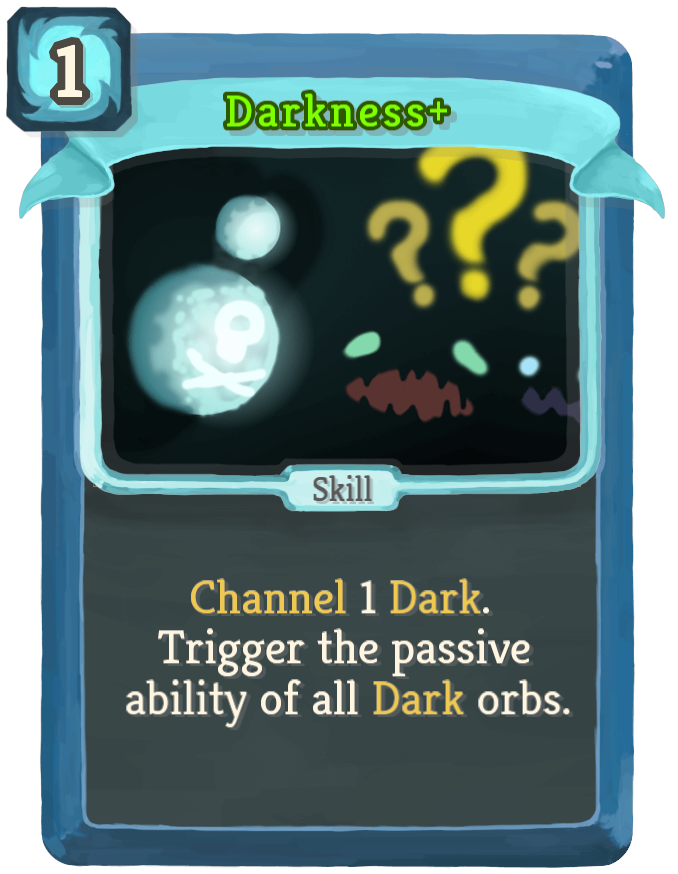 1
Darkness+
? ? ?
Skill
Channel 1 Dark.
Trigger the passive
ability of all Dark orbs.